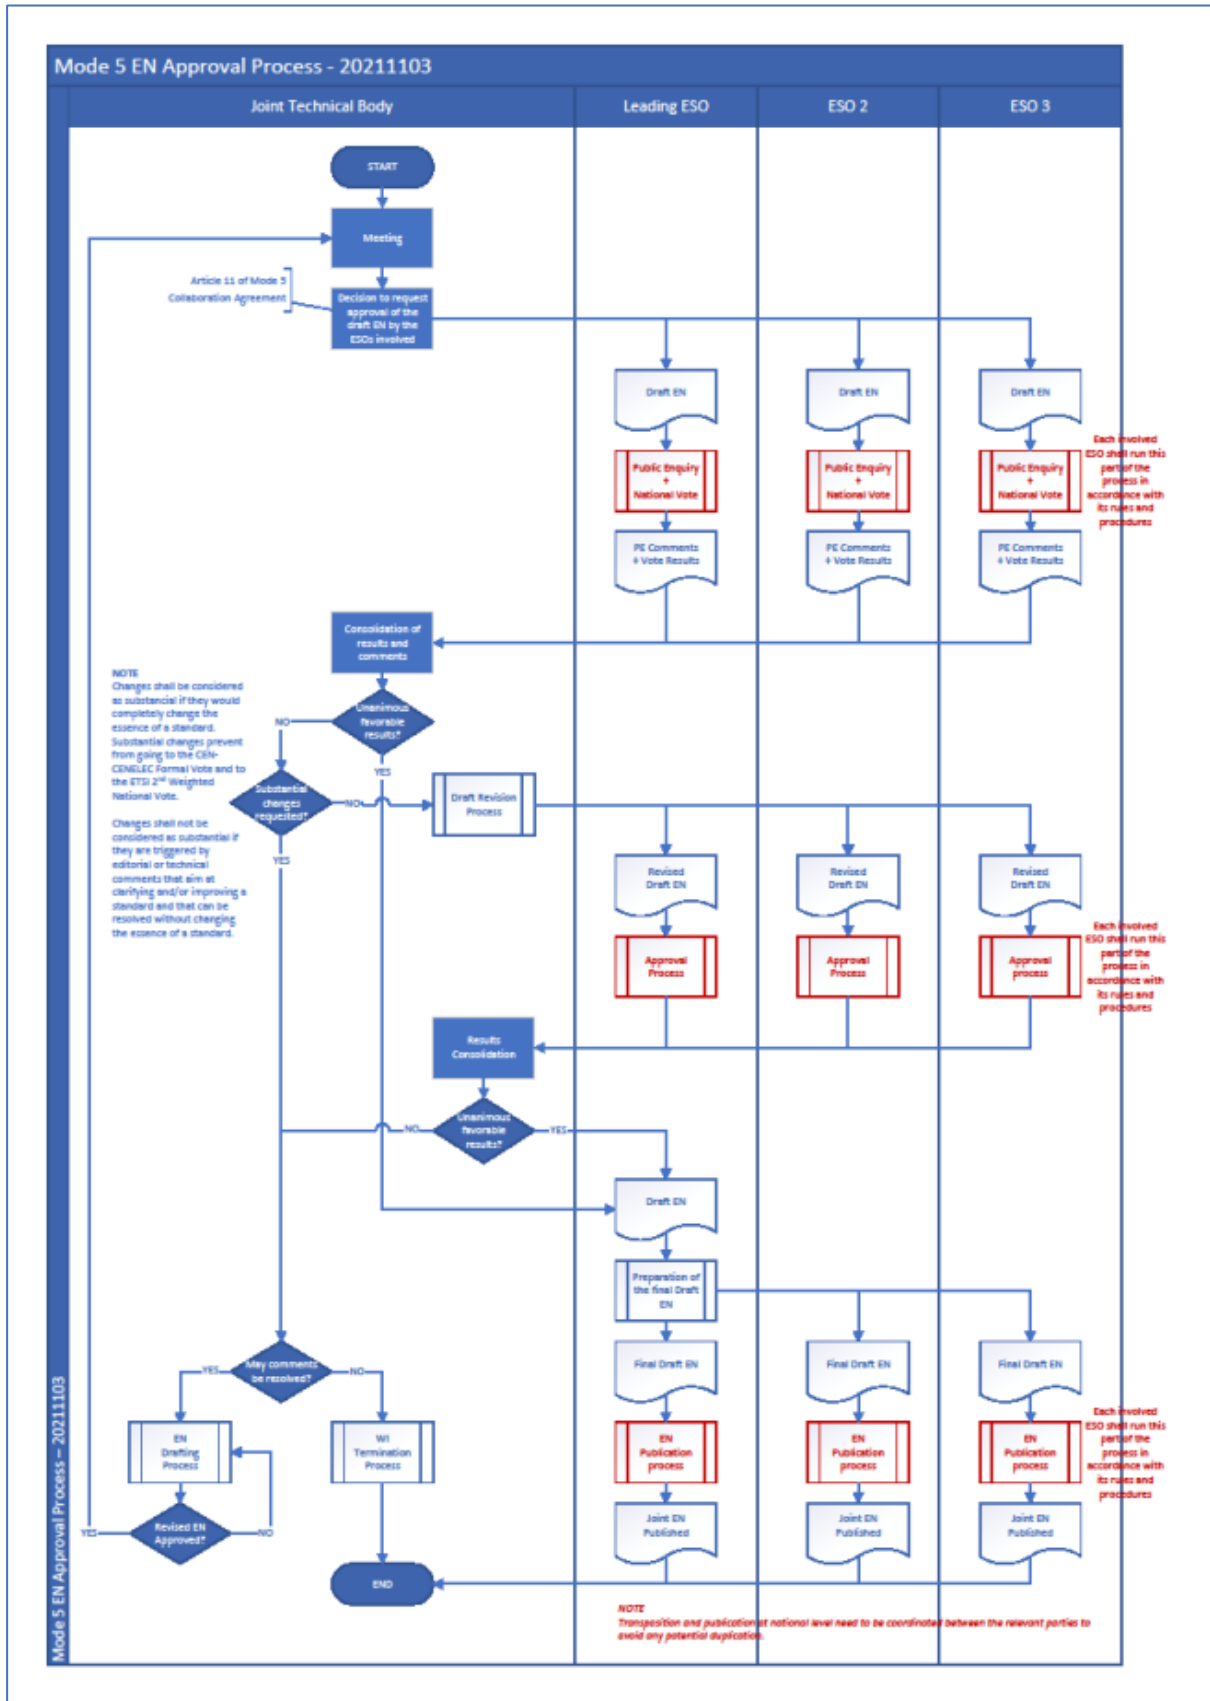 Mode 5 EN Approval Process - 20211103
Joint Technical Body
Leading ESO
ESO 2
ESO 3
START
Meeting
Article 11 of Mode 5
Collaboration Agreement
Decision to request
approval of the
draft EN by the
ESOs involved
Draft EN
Draft EN
Draft EN
Public Enquiry
+
National Vote
Public Enquiry
+
National Vote
Public Enquiry
+
National Vote
Each involved
ESO shall run this
part of the
process in
accordance with
its rules and
procedures
PE Comments
+ Vote Results
PE Comments
+ Vote Results
PE Comments
+ Vote Results
Consolidation of
results and
comments
NOTE
Changes shall be considered
as substancial if they would
completely change the
essence of a standard.
Substantial changes prevent
from going to the CEN-
CENELEC Formal Vote and to
the ETSI 2nd Weighted
National Vote.
Changes shall not be
considered as substantial if
they are triggered by
editorial or technical
comments that aim at
clarifying and/or improving a
standard and that can be
resolved without changing
the essence of a standard.
Unanimous
favorable
results?
NO
YES
Substantial
changes
requested?
NO
YES
Draft Revision
Process
Revised
Draft EN
Revised
Draft EN
Revised
Draft EN
Approval
Process
Approval
Process
Approval
process
Each involved
ESO shall run this
part of the
process in
accordance with
its rules and
procedures
Results
Consolidation
Unanimous
favorable
results?
NO
YES
Draft EN
Preparation of
the final Draft
EN
Final Draft EN
Final Draft EN
Final Draft EN
May comments
be resolved?
YES
NO
EN
Drafting
Process
WI
Termination
Process
EN
Publication
process
EN
Publication
process
EN
Publication
process
Each involved
ESO shall run this
part of the
process in
accordance with
its rules and
procedures
Revised EN
Approved?
YES
NO
Joint EN
Published
Joint EN
Published
Joint EN
Published
END
NOTE
Transposition and publication at national level need to be coordinated between the relevant parties to
avoid any potential duplication.
Mode 5 EN Approval Process – 20211103